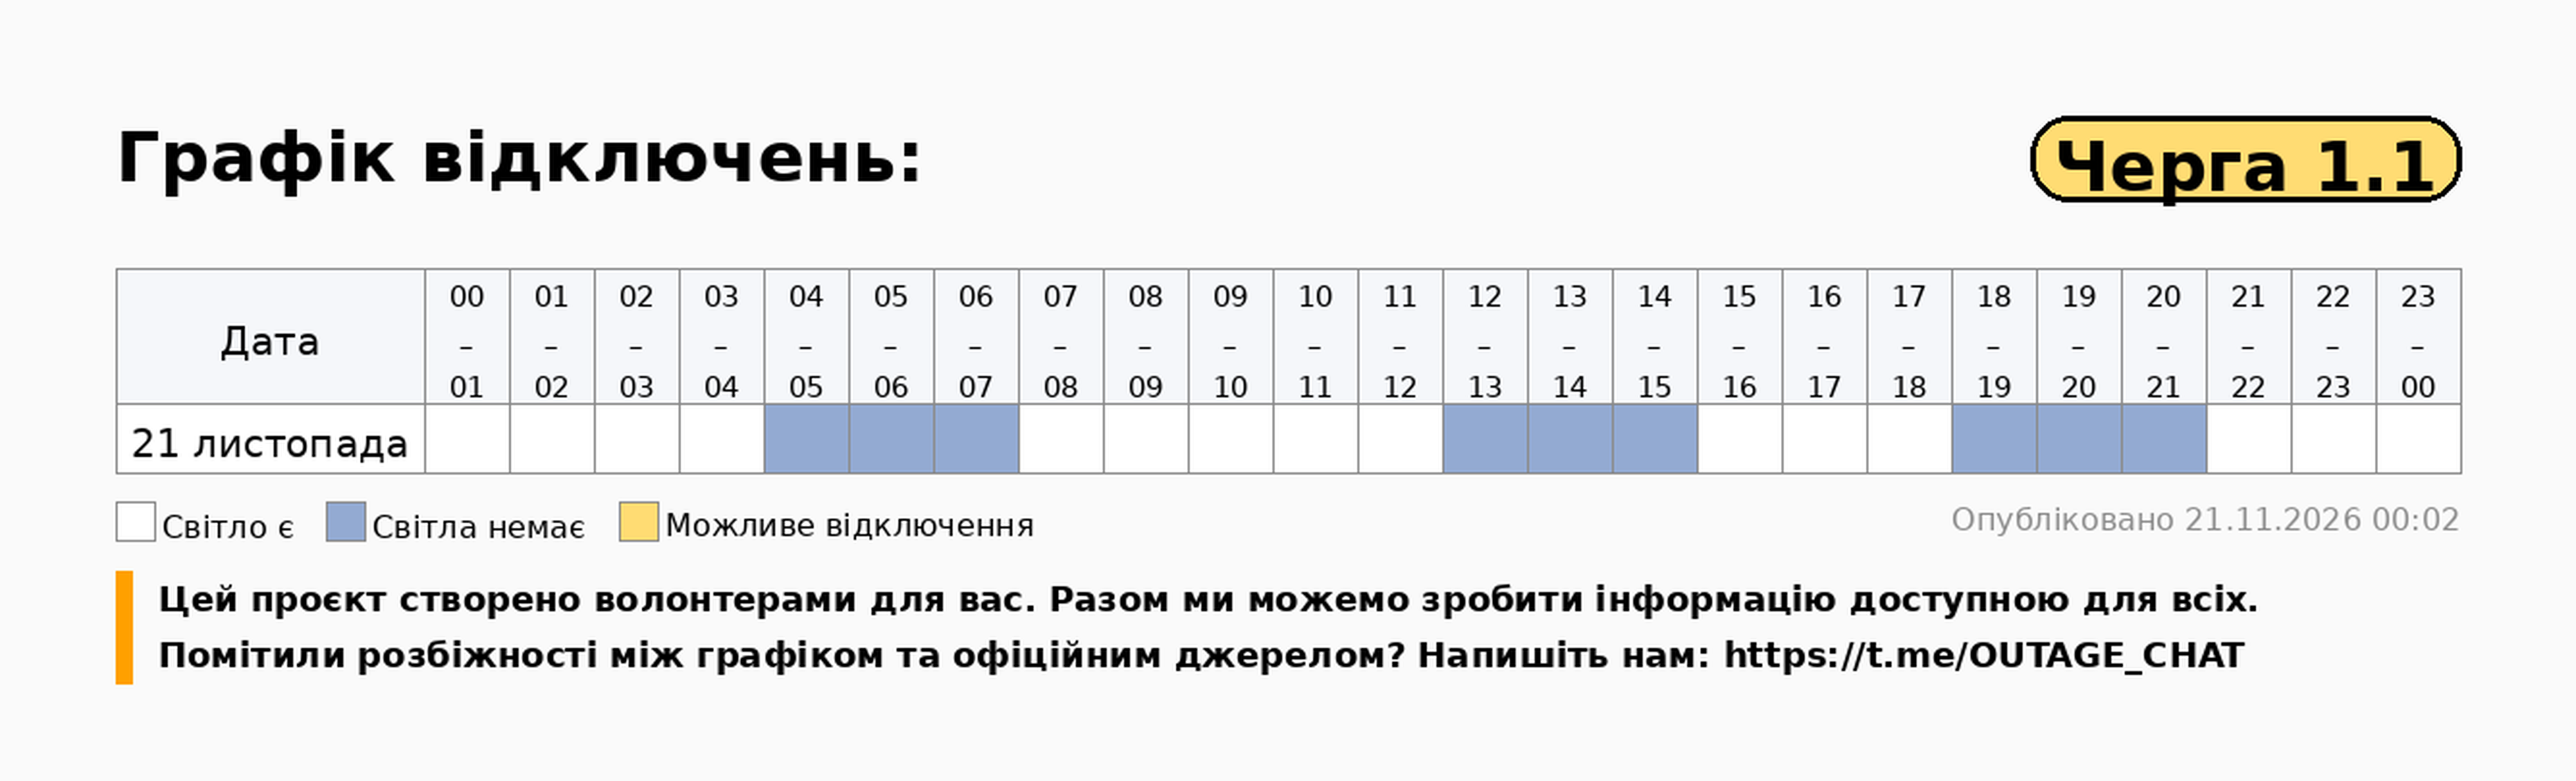 Графік відключень:
Черга 1.1
Дата
00 – 01
01 – 02
02 – 03
03 – 04
04 – 05
05 – 06
06 – 07
07 – 08
08 – 09
09 – 10
10 – 11
11 – 12
12 – 13
13 – 14
14 – 15
15 – 16
16 – 17
17 – 18
18 – 19
19 – 20
20 – 21
21 – 22
22 – 23
23 – 00
21 листопада
Світло є
Світла немає
Можливе відключення
Опубліковано 21.11.2026 00:02
Цей проєкт створено волонтерами для вас. Разом ми можемо зробити інформацію доступною для всіх.
Помітили розбіжності між графіком та офіційним джерелом? Напишіть нам: https://t.me/OUTAGE_CHAT